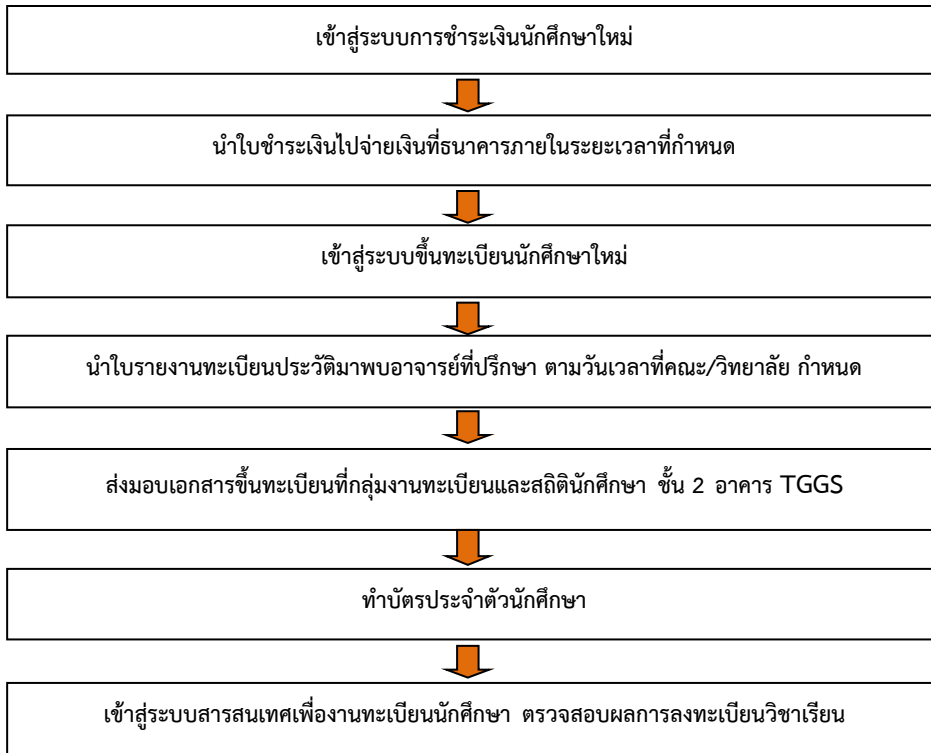 เข้าสู่ระบบการชำระเงินนักศึกษาใหม่
นำใบชำระเงินไปจ่ายเงินที่ธนาคารภายในระยะเวลาที่กำหนด
เข้าสู่ระบบขึ้นทะเบียนนักศึกษาใหม่
นำใบรายงานทะเบียนประวัติมาพบอาจารย์ที่ปรึกษา ตามวันเวลาที่คณะ/วิทยาลัย กำหนด
ส่งมอบเอกสารขึ้นทะเบียนที่กลุ่มงานทะเบียนและสถิตินักศึกษา ชั้น 2 อาคาร TGGS
ทำบัตรประจำตัวนักศึกษา
เข้าสู่ระบบสารสนเทศเพื่องานทะเบียนนักศึกษา ตรวจสอบผลการลงทะเบียนวิชาเรียน